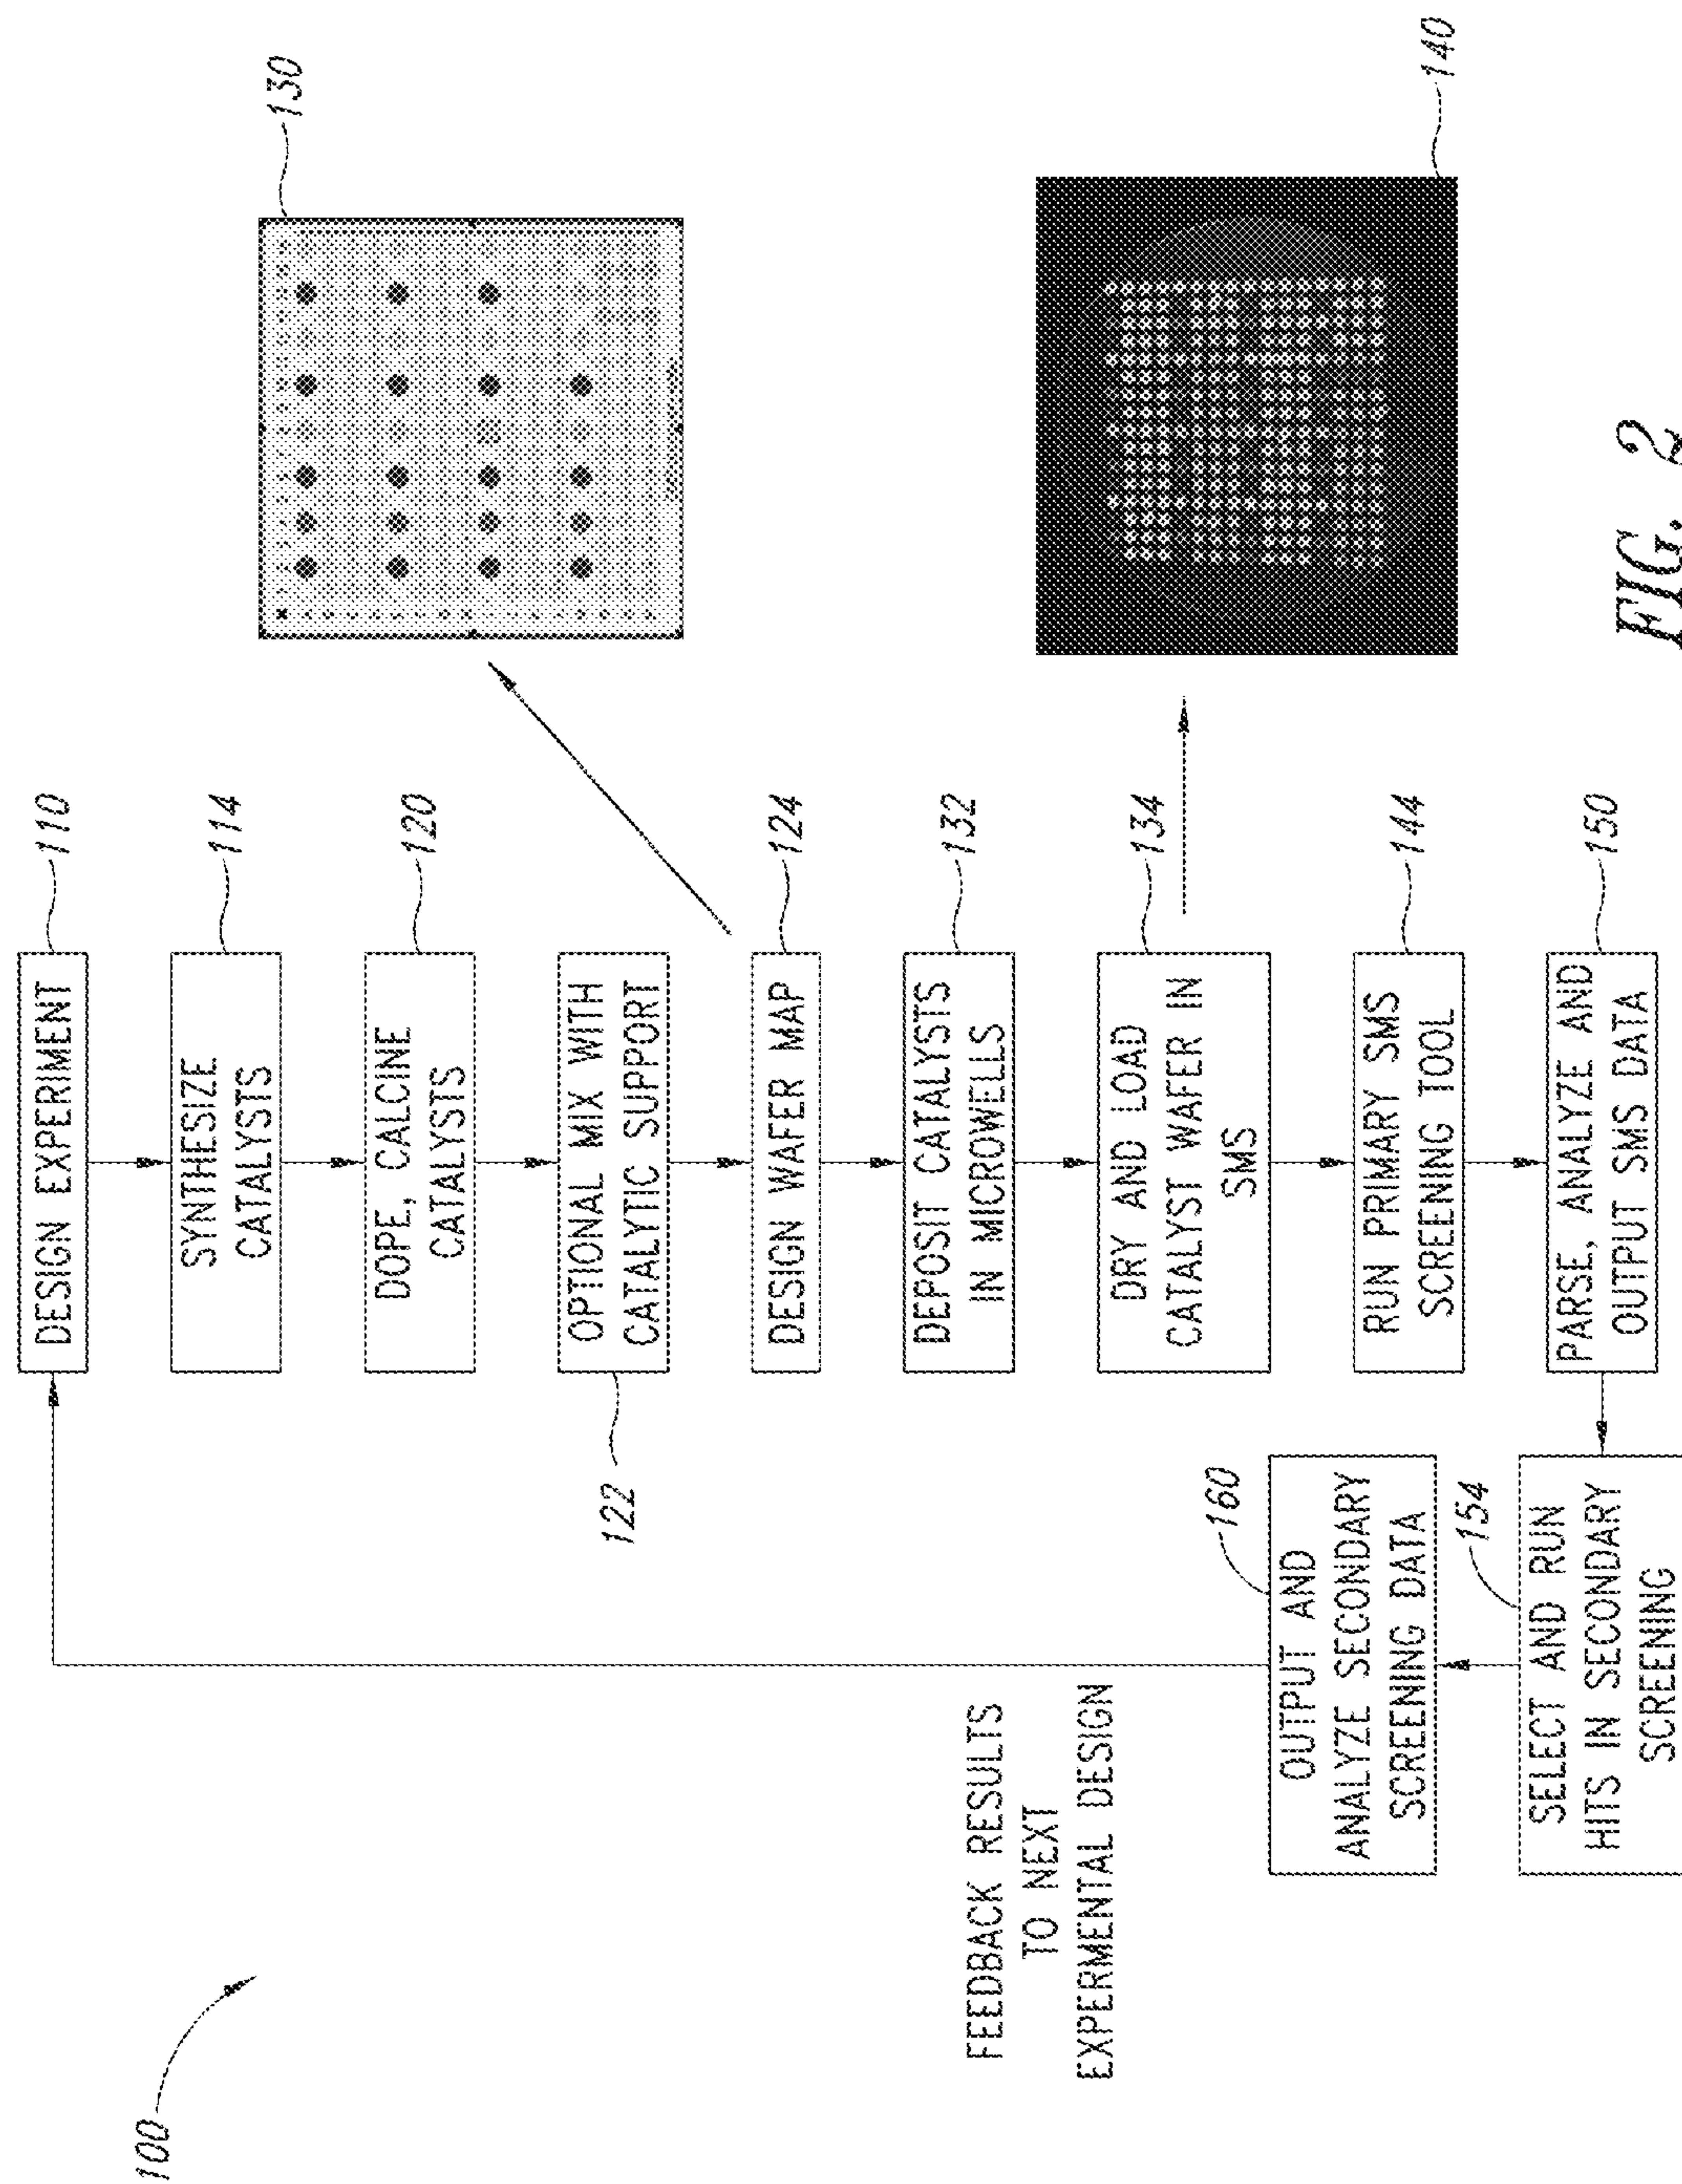 100
DESIGN EXPERIMENT
110
SYNTHESIZE
CATALYSTS
114
DOPE, CALCINE
CATALYSTS
120
OPTIONAL MIX WITH
CATALYTIC SUPPORT
122
DESIGN WAFER MAP
124
130
DEPOSIT CATALYSTS
IN MICROWELLS
132
DRY AND LOAD
CATALYST WAFER IN
SMS
134
140
RUN PRIMARY SMS
SCREENING TOOL
144
PARSE, ANALYZE AND
OUTPUT SMS DATA
150
SELECT AND RUN
HITS IN SECONDARY
SCREENING
154
OUTPUT AND
ANALYZE SECONDARY
SCREENING DATA
160
FEEDBACK RESULTS
TO NEXT
EXPERMENTAL DESIGN
FIG. 2